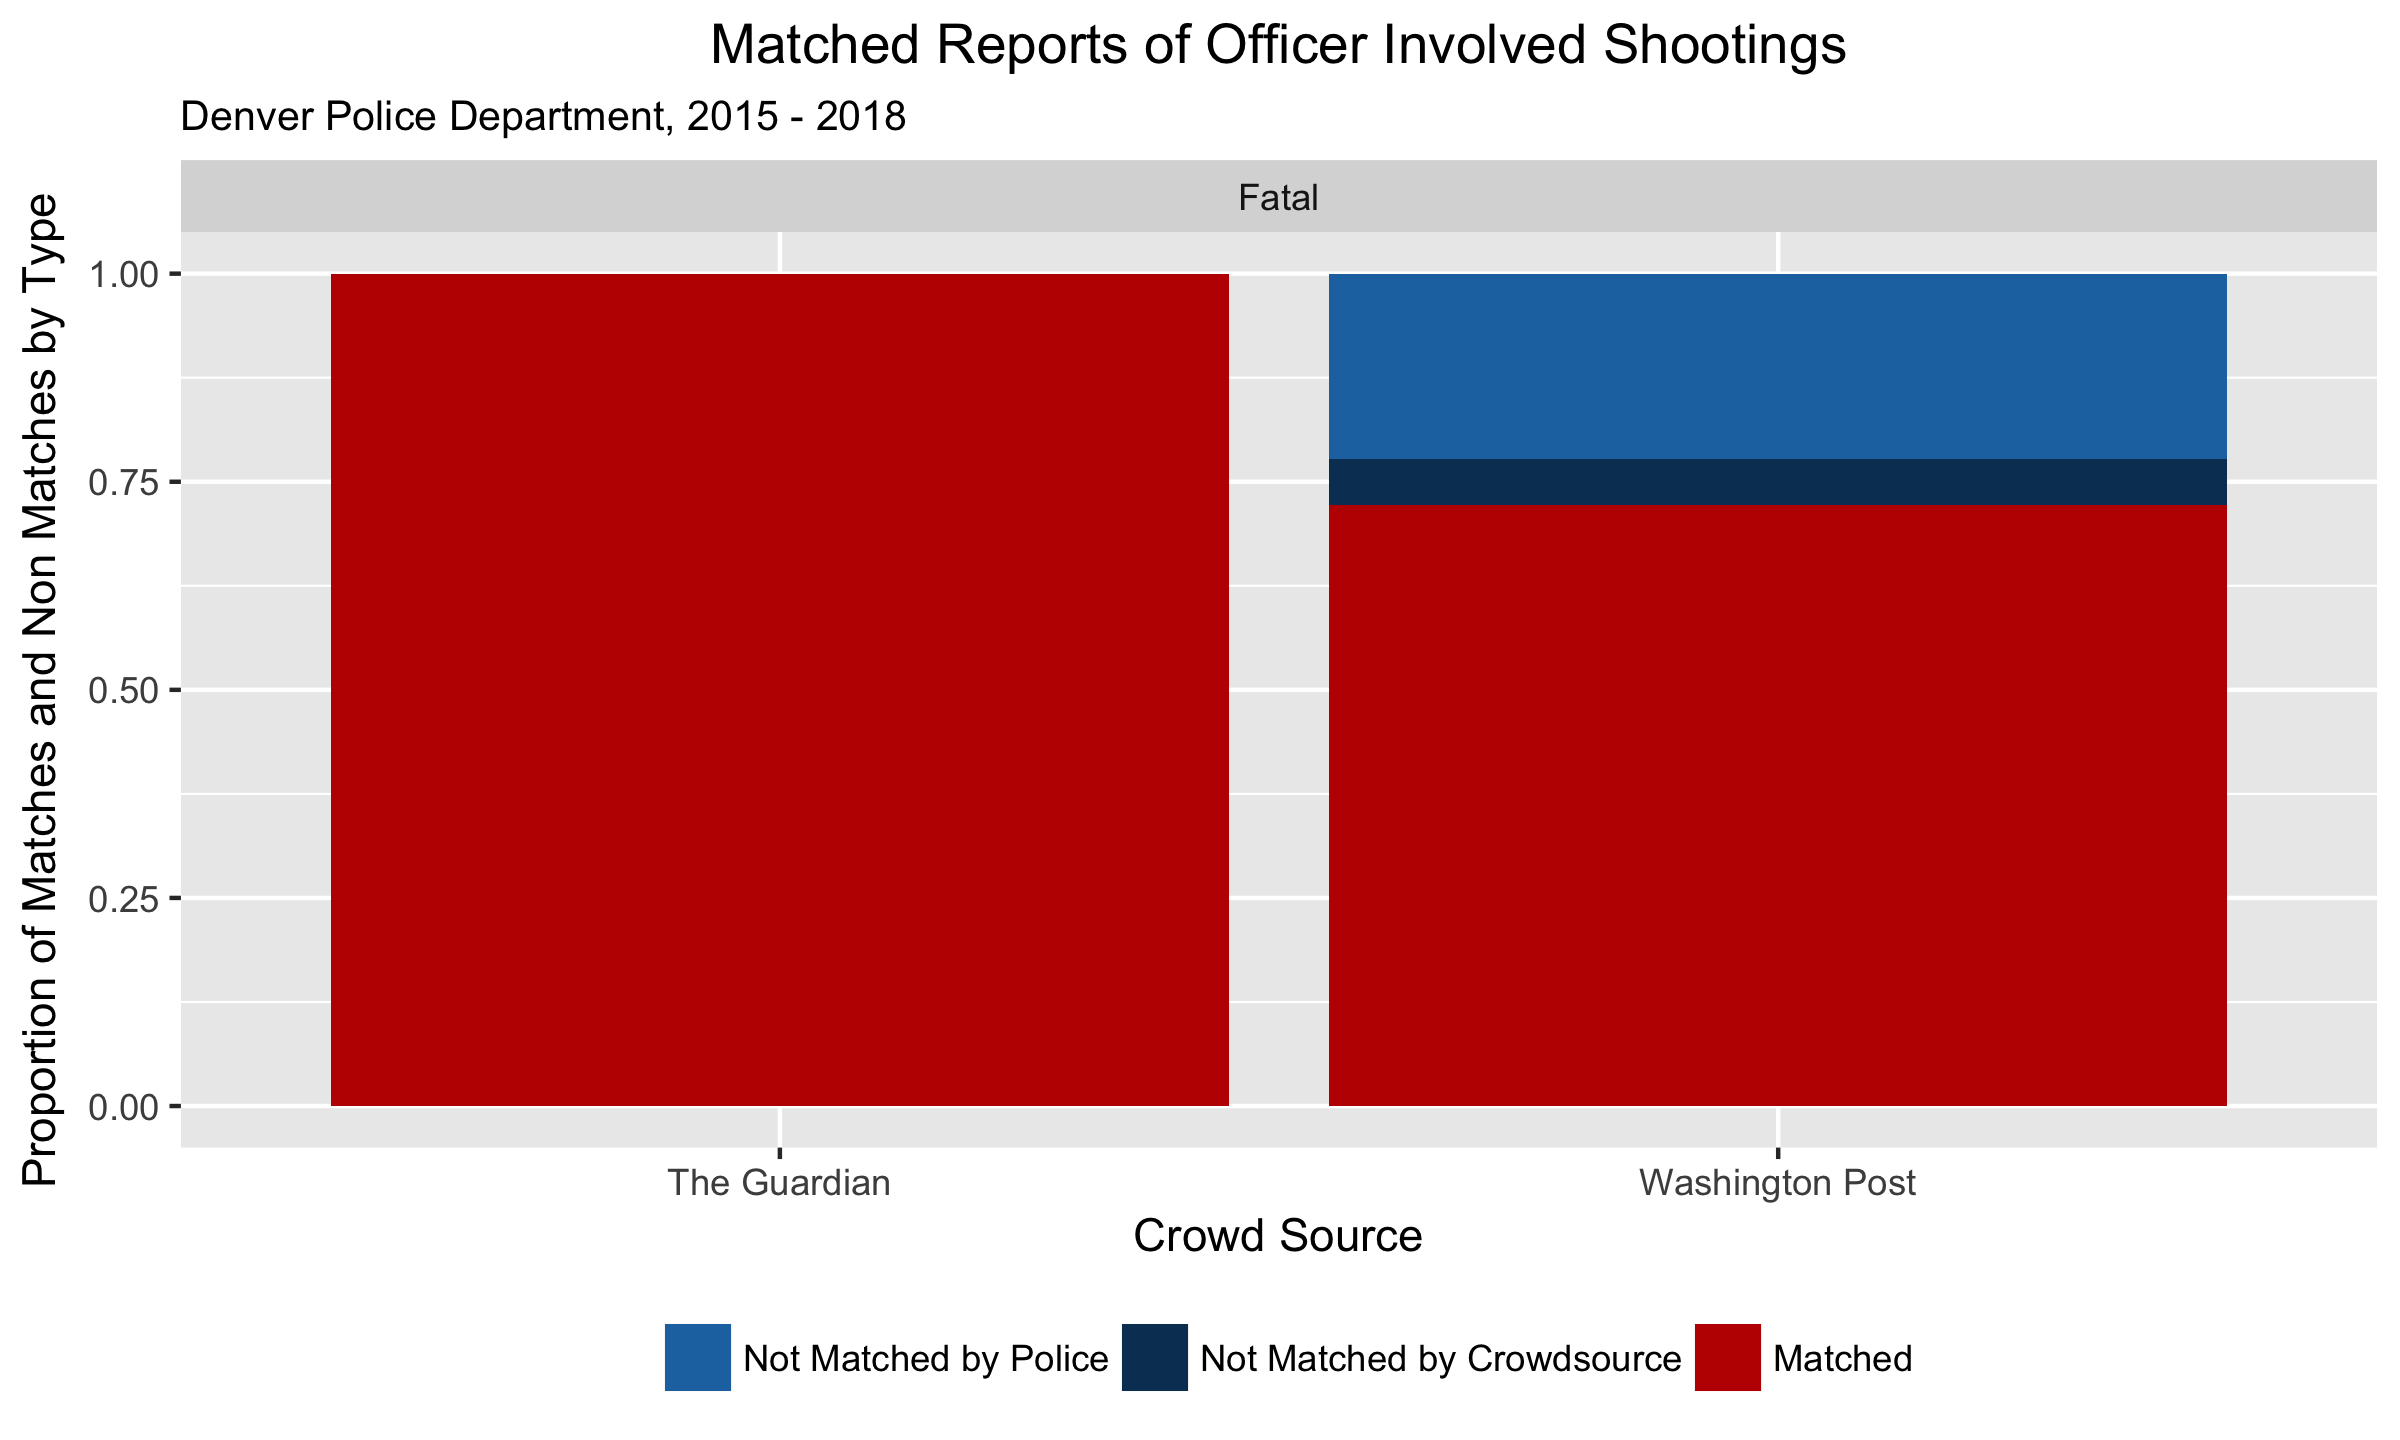 Matched Reports of Officer Involved Shootings
Denver Police Department, 2015 - 2018
Fatal
Proportion of Matches and Non Matches by Type
1.00
0.75
0.50
0.25
0.00
The Guardian
Washington Post
Crowd Source
Not Matched by Police
Not Matched by Crowdsource
Matched